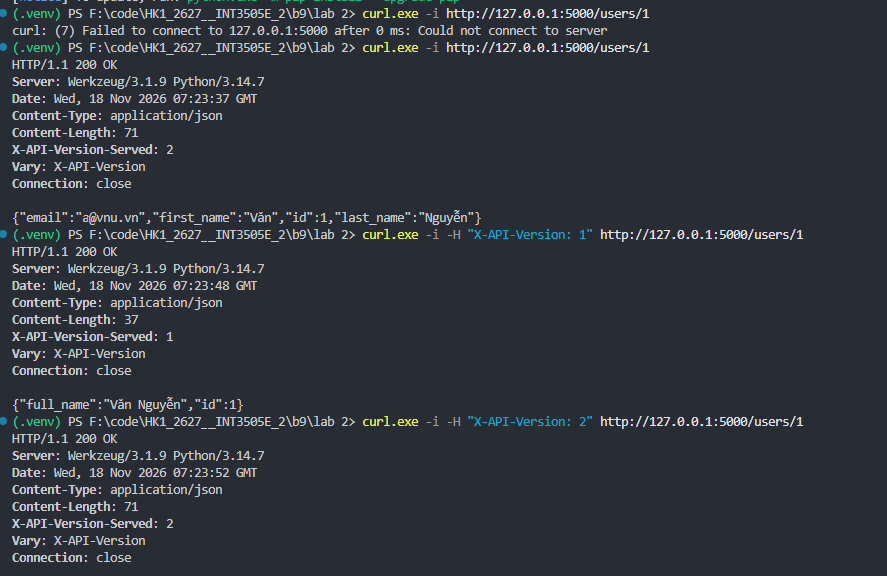 (.venv) PS F:\code\HK1_2627__INT3505E_2\b9\lab 2> curl.exe -i http://127.0.0.1:5000/users/1
curl: (7) Failed to connect to 127.0.0.1:5000 after 0 ms: Could not connect to server
(.venv) PS F:\code\HK1_2627__INT3505E_2\b9\lab 2> curl.exe -i http://127.0.0.1:5000/users/1
HTTP/1.1 200 OK
Server: Werkzeug/3.1.9 Python/3.14.7
Date: Wed, 18 Nov 2026 07:23:37 GMT
Content-Type: application/json
Content-Length: 71
X-API-Version-Served: 2
Vary: X-API-Version
Connection: close
{"email":"a@vnu.vn","first_name":"Văn","id":1,"last_name":"Nguyễn"}
(.venv) PS F:\code\HK1_2627__INT3505E_2\b9\lab 2> curl.exe -i -H "X-API-Version: 1" http://127.0.0.1:5000/users/1
HTTP/1.1 200 OK
Server: Werkzeug/3.1.9 Python/3.14.7
Date: Wed, 18 Nov 2026 07:23:48 GMT
Content-Type: application/json
Content-Length: 37
X-API-Version-Served: 1
Vary: X-API-Version
Connection: close
{"full_name":"Văn Nguyễn","id":1}
(.venv) PS F:\code\HK1_2627__INT3505E_2\b9\lab 2> curl.exe -i -H "X-API-Version: 2" http://127.0.0.1:5000/users/1
HTTP/1.1 200 OK
Server: Werkzeug/3.1.9 Python/3.14.7
Date: Wed, 18 Nov 2026 07:23:52 GMT
Content-Type: application/json
Content-Length: 71
X-API-Version-Served: 2
Vary: X-API-Version
Connection: close